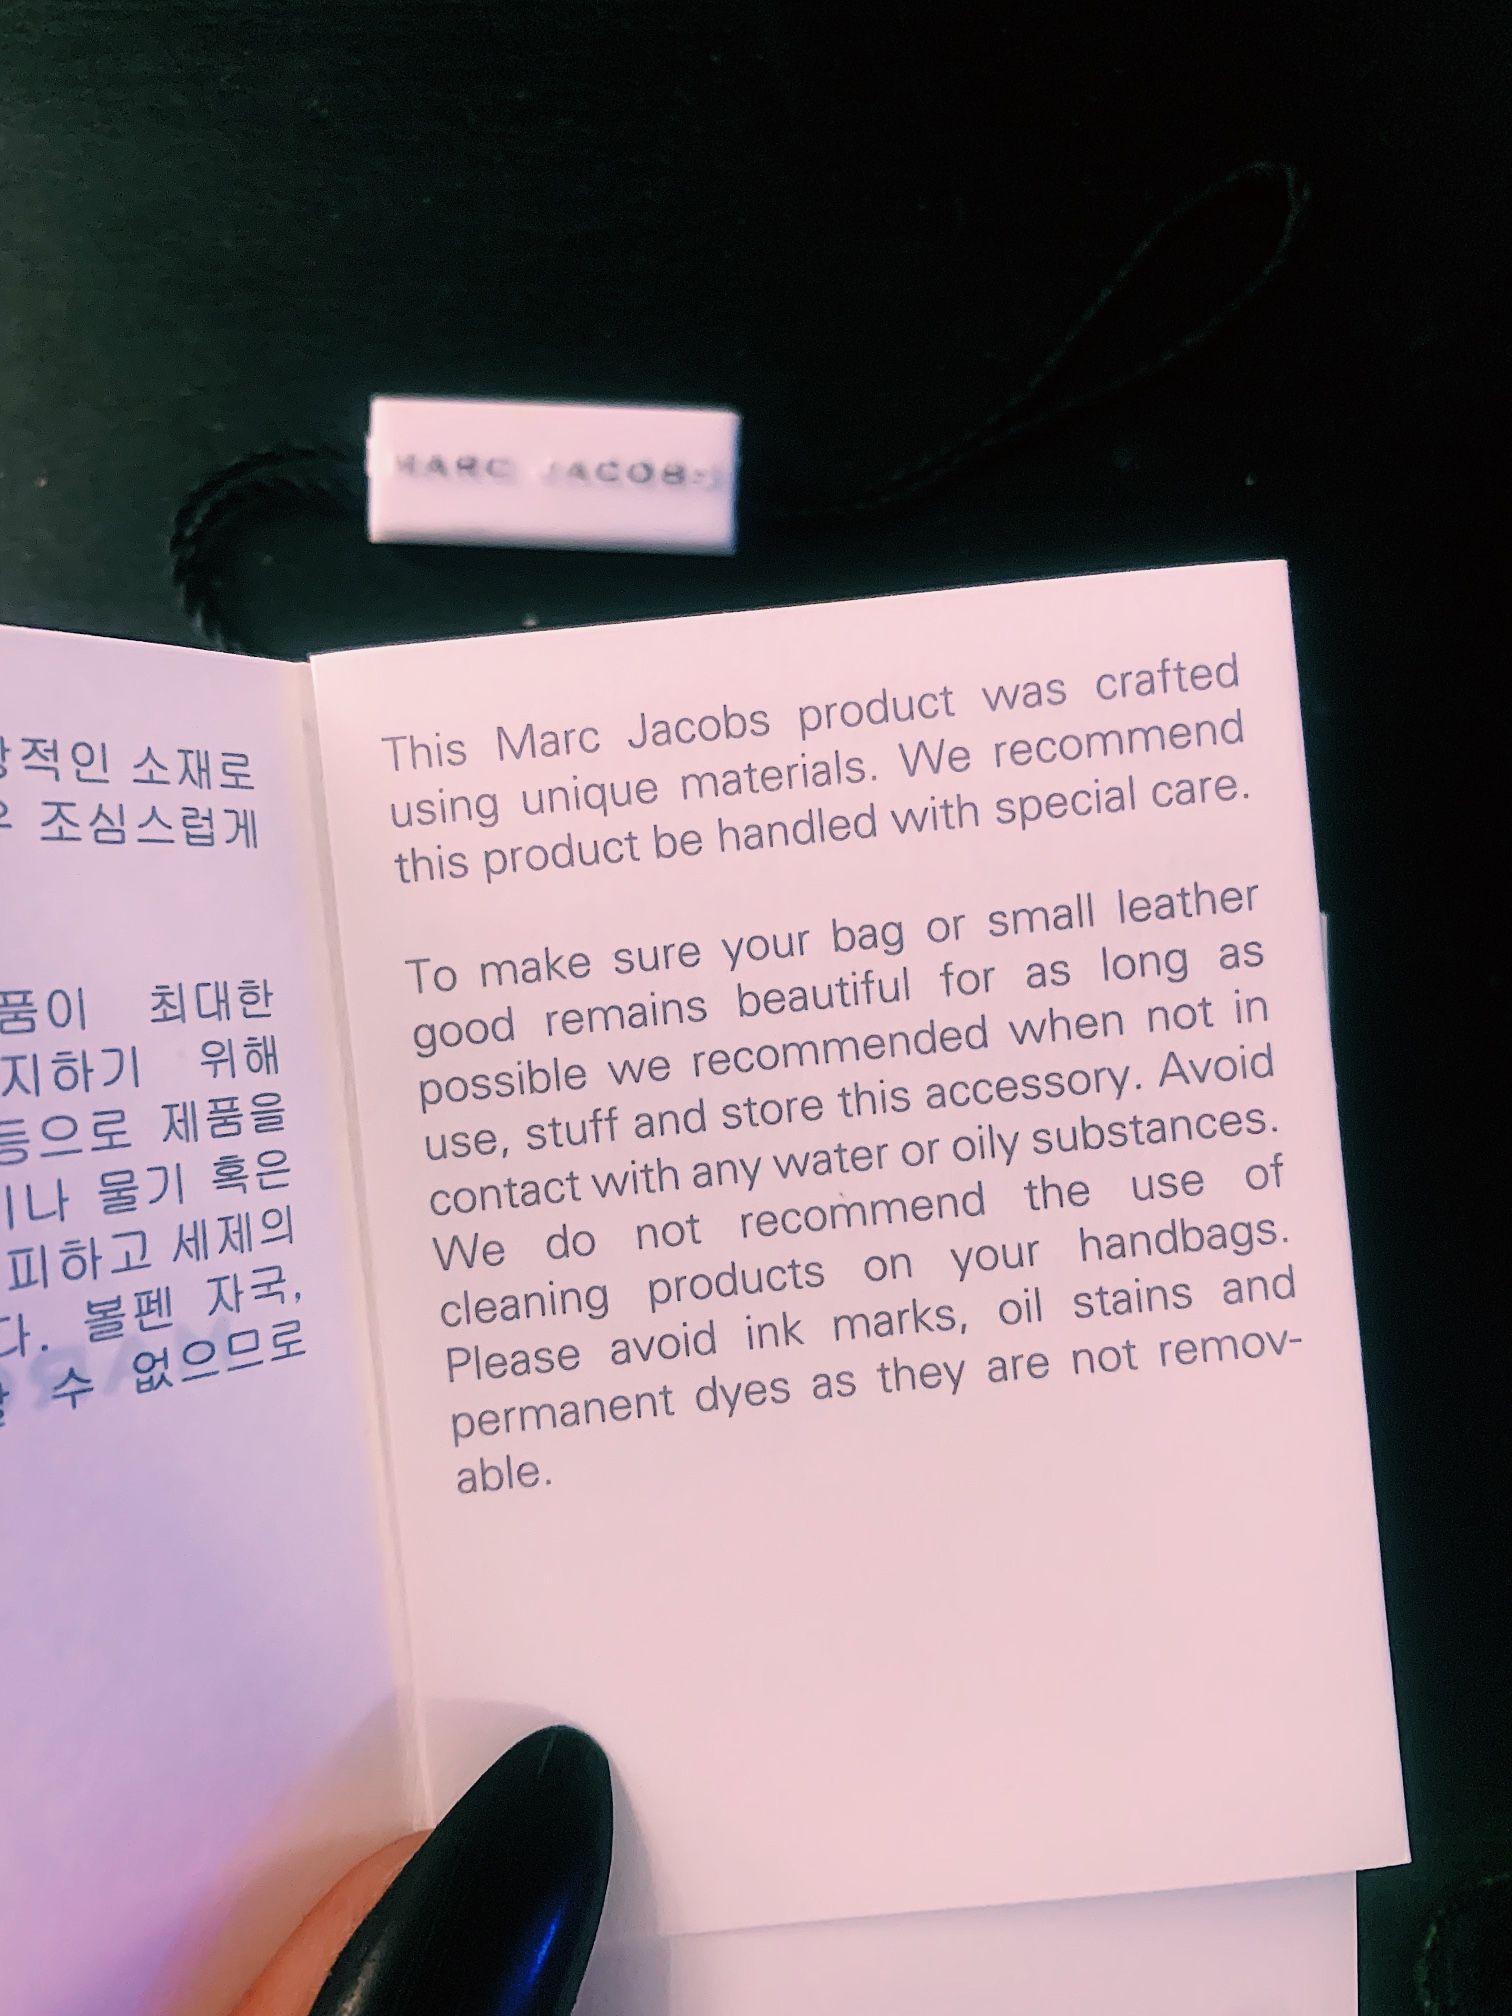 MARC JACOBS
적인 소재로
조심스럽게
품이 최대한
지하기 위해
등으로 제품을
물기 혹은
피하고 세제의
다. 볼펜 자국,
수 없으므로
This Marc Jacobs product was crafted
using unique materials. We recommend
this product be handled with special care.
To make sure your bag or small leather
good remains beautiful for as long as
possible we recommended when not in
use, stuff and store this accessory. Avoid
contact with any water or oily substances.
We do not recommend the use of
cleaning products on your handbags.
Please avoid ink marks, oil stains and
permanent dyes as they are not remov-
able.